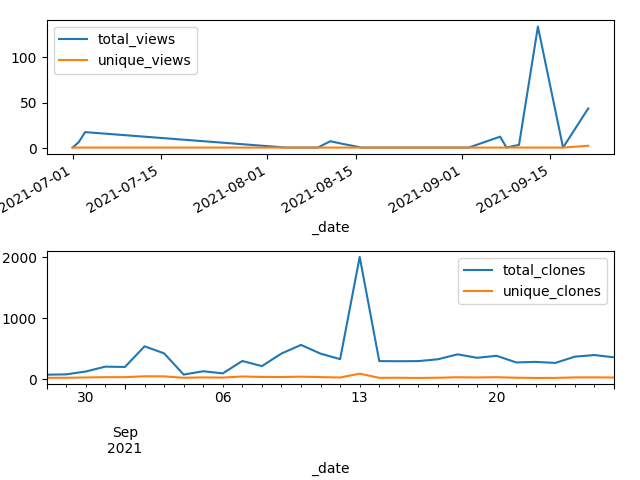 total_views
unique_views
100
50
0
2021-07-01
2021-07-15
2021-08-01
2021-08-15
2021-09-01
2021-09-15
_date
total_clones
unique_clones
2000
1000
0
30
06
13
20
Sep
2021
_date